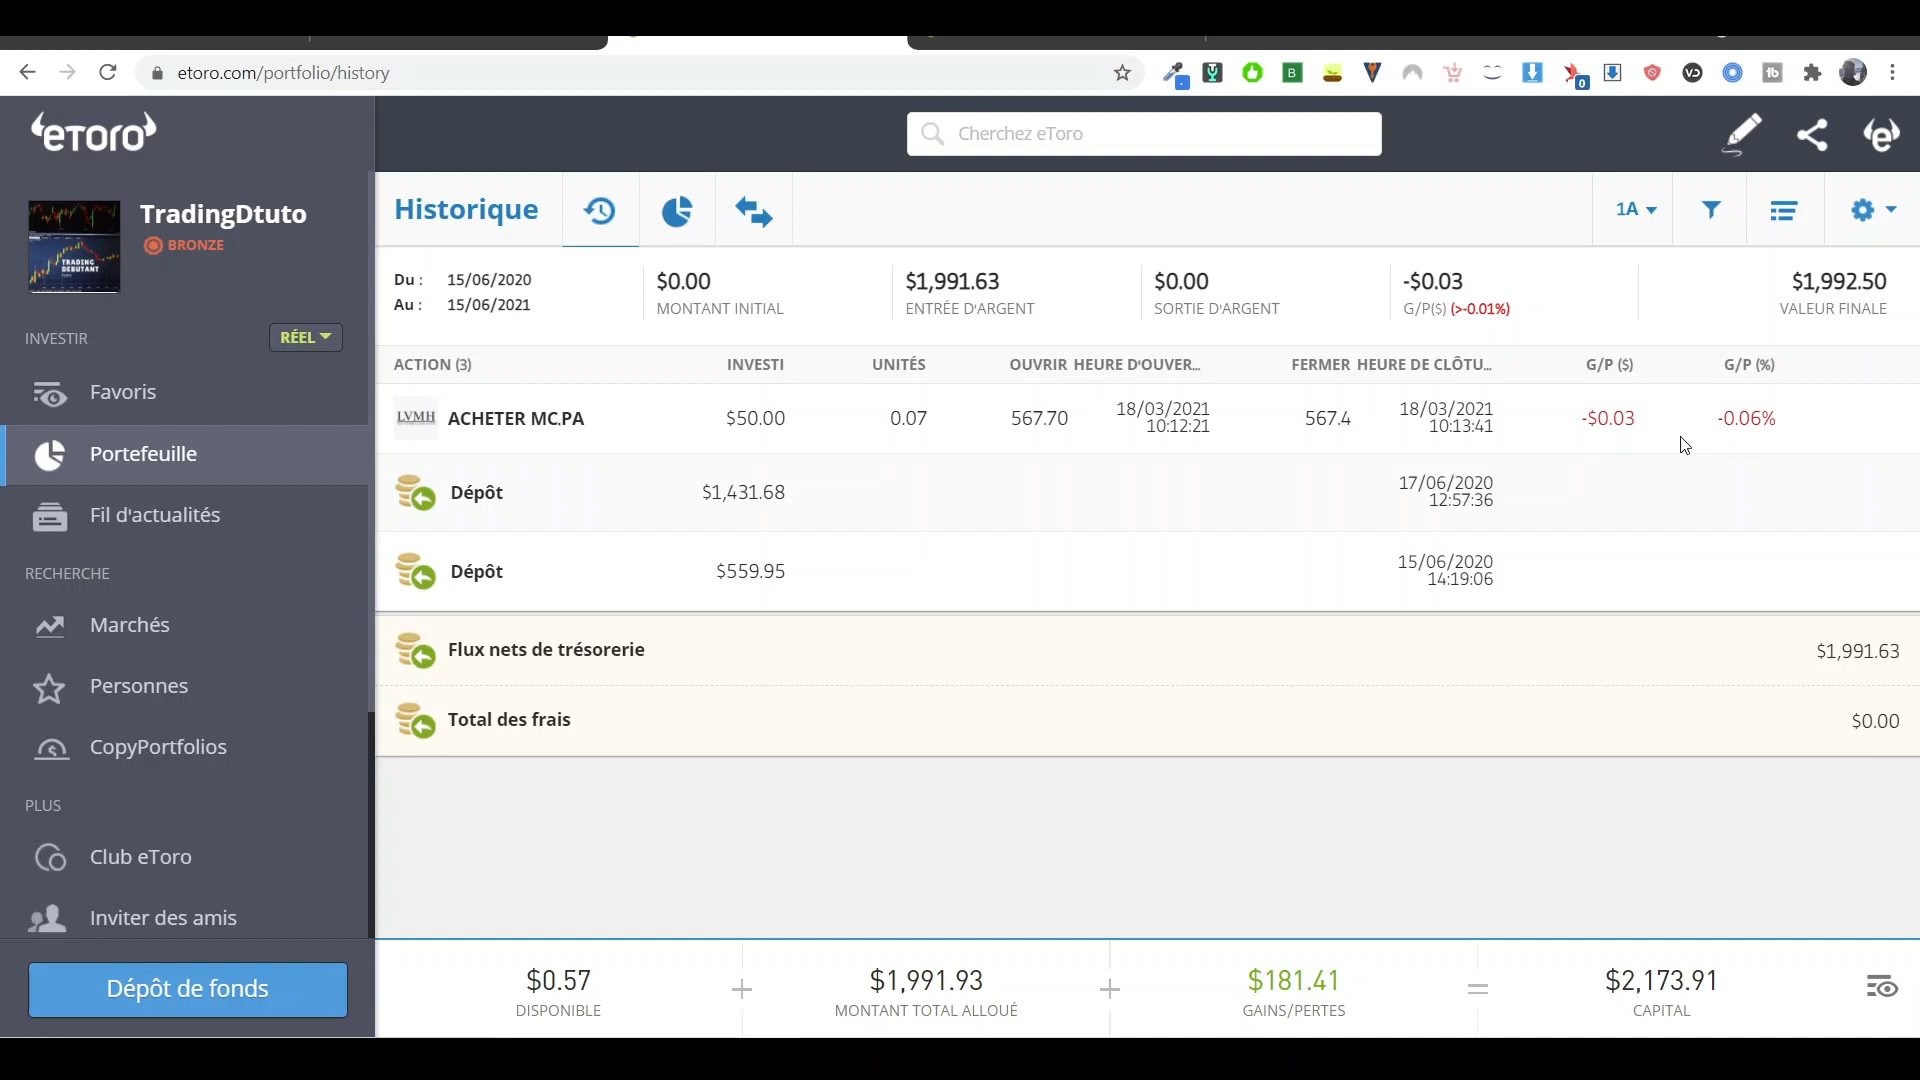 etoro.com/portfolio/history
B
0
VD
tb
eToro
Cherchez eToro
e
TradingDtuto
BRONZE
TRADING
DEBUTANT
INVESTIR
RÉEL
Favoris
Portefeuille
Fil d'actualités
RECHERCHE
Marchés
Personnes
CopyPortfolios
PLUS
Club eToro
Inviter des amis
Dépôt de fonds
Historique
1A
Du : 15/06/2020
Au : 15/06/2021
$0.00
MONTANT INITIAL
$1,991.63
ENTRÉE D'ARGENT
$0.00
SORTIE D'ARGENT
-$0.03
G/P($) (>-0.01%)
$1,992.50
VALEUR FINALE
ACTION (3) INVESTI UNITÉS OUVRIR HEURE D'OUVER... FERMER HEURE DE CLÔTU... G/P ($) G/P (%)
LVMH ACHETER MC.PA $50.00 0.07 567.70 18/03/2021 10:12:21 567.4 18/03/2021 10:13:41 -$0.03 -0.06%
Dépôt $1,431.68 17/06/2020 12:57:36
Dépôt $559.95 15/06/2020 14:19:06
Flux nets de trésorerie $1,991.63
Total des frais $0.00
$0.57 + $1,991.93 + $181.41 = $2,173.91
DISPONIBLE MONTANT TOTAL ALLOUÉ GAINS/PERTES CAPITAL